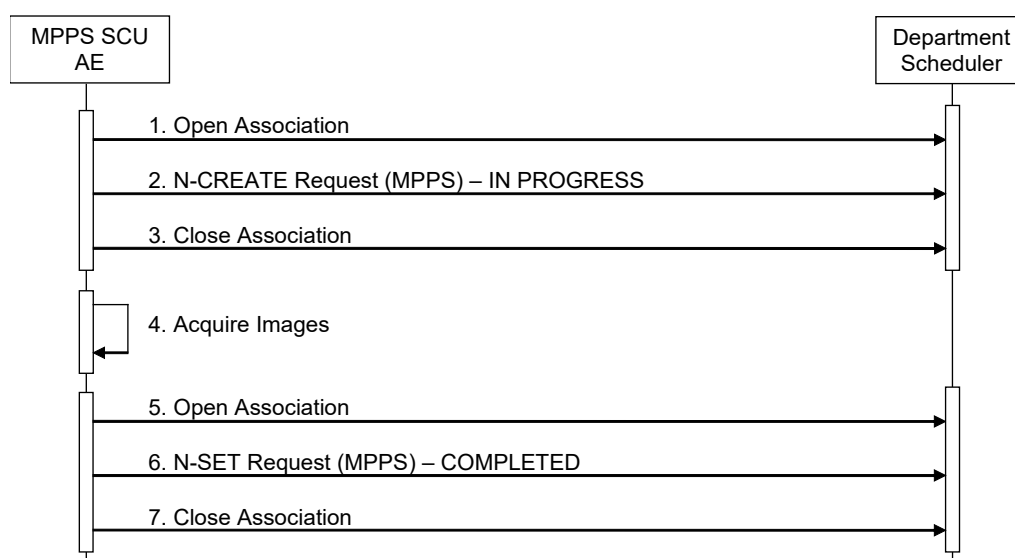 MPPS SCU
AE
Department
Scheduler
1. Open Association
2. N-CREATE Request (MPPS) – IN PROGRESS
3. Close Association
4. Acquire Images
5. Open Association
6. N-SET Request (MPPS) – COMPLETED
7. Close Association